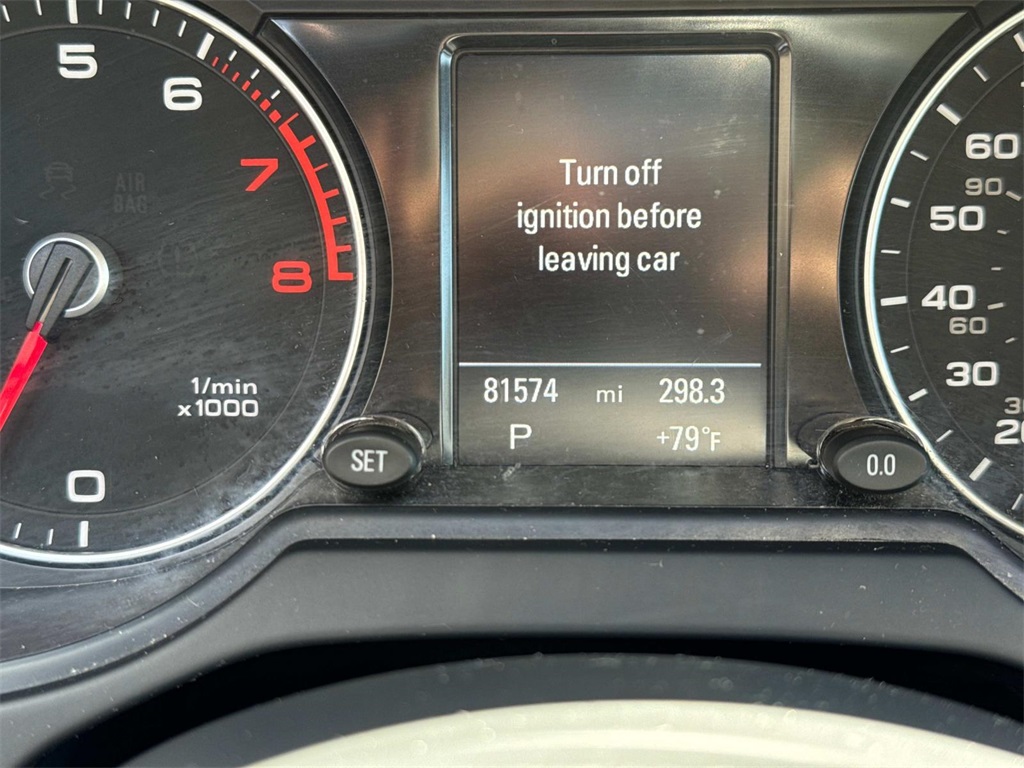 5
6
7
8
AIR
BAG
1/min
x1000
0
SET
Turn off
ignition before
leaving car
81574 mi 298.3
P +79°F
0.0
60
90
50
40
60
30
20